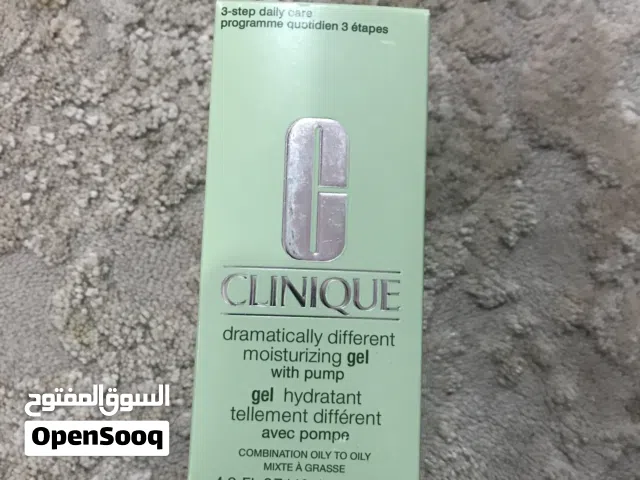 3-step daily care
programme quotidien 3 étapes
CLINIQUE
dramatically different
moisturizing gel
with pump
gel hydratant
tellement différent
avec pompe
COMBINATION OILY TO OILY
MIXTE À GRASSE
السوق المفتوح
OpenSooq